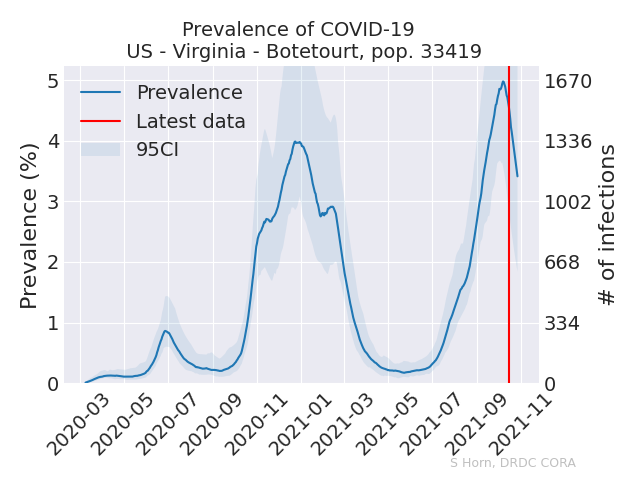 Prevalence of COVID-19
US - Virginia - Botetourt, pop. 33419
Prevalence
Latest data
95CI
Prevalence (%)
5
4
3
2
1
0
1670
1336
1002
668
334
0
# of infections
2020-03
2020-05
2020-07
2020-09
2020-11
2021-01
2021-03
2021-05
2021-07
2021-09
2021-11
S Horn, DRDC CORA